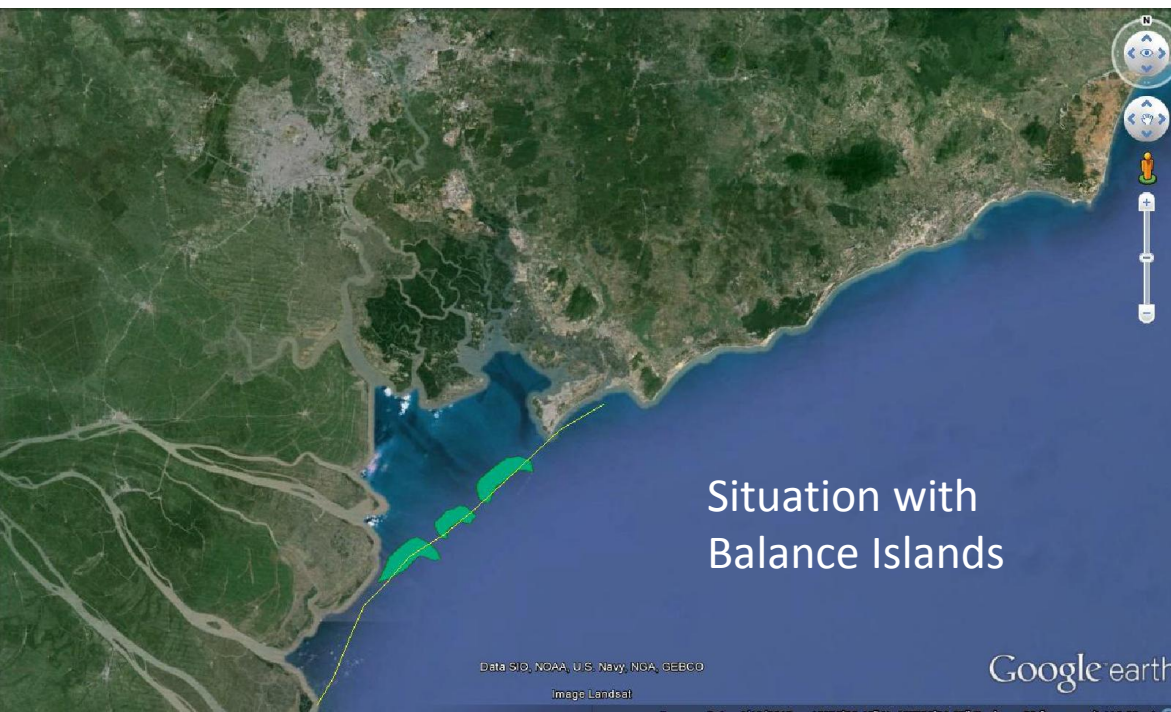 N
Situation with
Balance Islands
Data SIO, NOAA, U.S. Navy, NGA, GEBCO
Image Landsat
Google earth